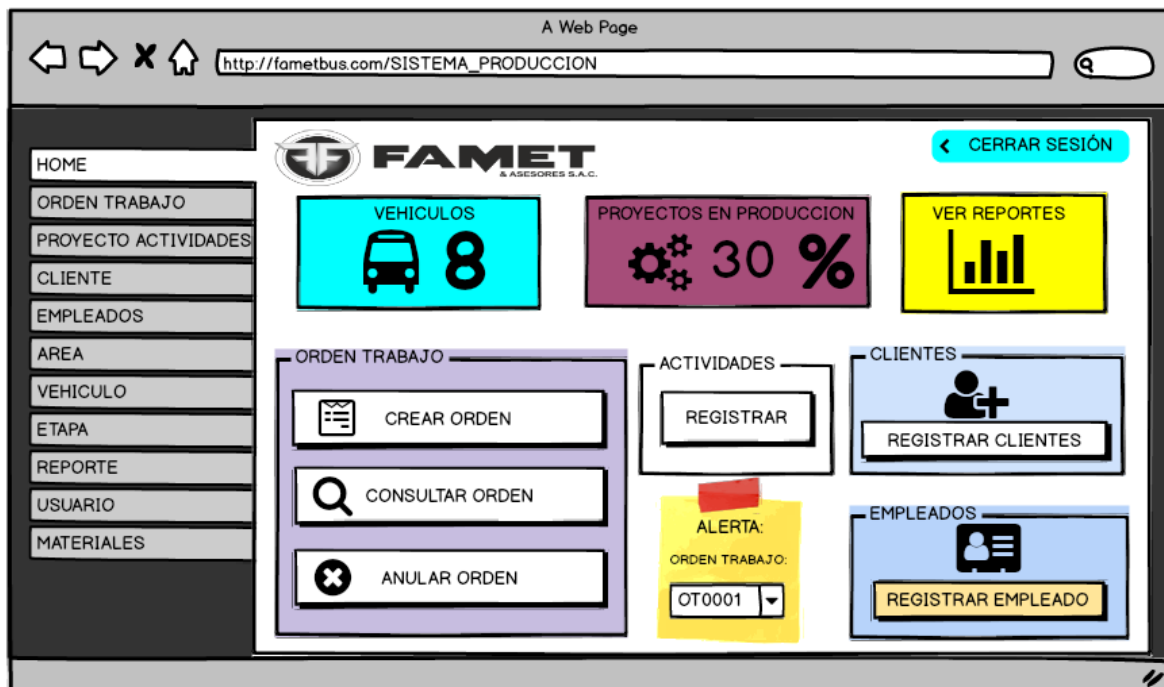 A Web Page
http://fametbus.com/SISTEMA_PRODUCCION
HOME
ORDEN TRABAJO
PROYECTO ACTIVIDADES
CLIENTE
EMPLEADOS
AREA
VEHICULO
ETAPA
REPORTE
USUARIO
MATERIALES
FAMET
& ASESORES S.A.C.
CERRAR SESIÓN
VEHICULOS
8
PROYECTOS EN PRODUCCION
30 %
VER REPORTES
ORDEN TRABAJO
CREAR ORDEN
CONSULTAR ORDEN
ANULAR ORDEN
ACTIVIDADES
REGISTRAR
ALERTA:
ORDEN TRABAJO:
OT0001
CLIENTES
REGISTRAR CLIENTES
EMPLEADOS
REGISTRAR EMPLEADO